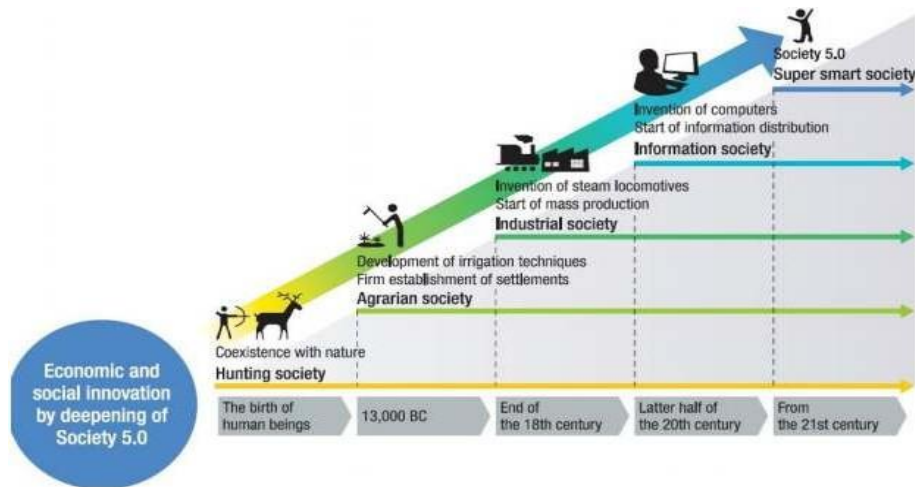 Society 5.0
Super smart society
Invention of computers
Start of information distribution
Information society
Invention of steam locomotives
Start of mass production
Industrial society
Development of irrigation techniques
Firm establishment of settlements
Agrarian society
Coexistence with nature
Hunting society
Economic and
social innovation
by deepening of
Society 5.0
The birth of
human beings
13,000 BC
End of
the 18th century
Latter half of
the 20th century
From
the 21st century